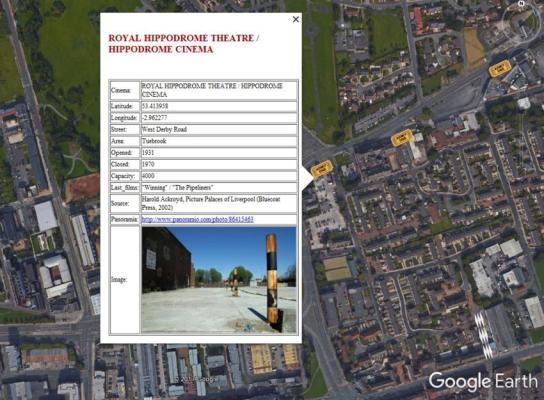 ROYAL HIPPODROME THEATRE /
HIPPODROME CINEMA
Cinema: ROYAL HIPPODROME THEATRE / HIPPODROME
CINEMA
Latitude: 53.413958
Longitude: -2.962277
Street: West Derby Road
Area: Tuebrook
Opened: 1931
Closed: 1970
Capacity: 4000
Last_films: "Winning" / "The Pipeliners"
Source: Harold Ackroyd, Picture Palaces of Liverpool (Bluecoat
Press, 2002)
Panoramia: http://www.panoramio.com/photo/86415463
Image:
Google Earth